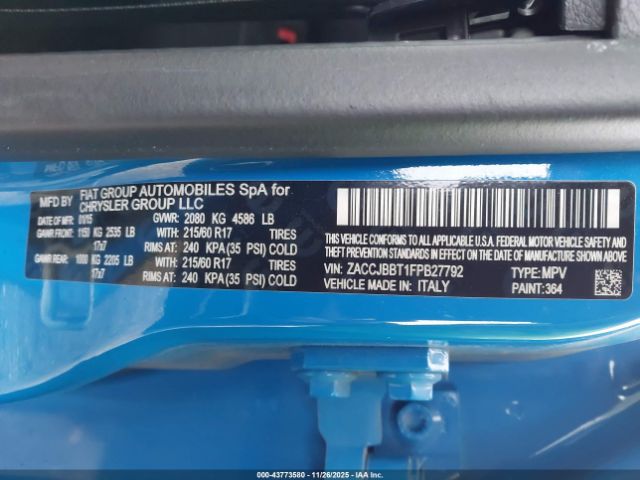 MFD BY: FIAT GROUP AUTOMOBILES SpA for
CHRYSLER GROUP LLC
DATE OF MFR: 01/15 GVWR: 2080 KG 4586 LB
GAWR FRONT: 1150 KG 2535 LB WITH: 215/60 R17 TIRES
17x7 RIMS AT: 240 KPA(35 PSI) COLD
GAWR REAR: 1000 KG 2205 LB WITH: 215/60 R17 TIRES
17x7 RIMS AT: 240 KPA(35 PSI) COLD
THIS VEHICLE CONFORMS TO ALL APPLICABLE U.S.A. FEDERAL MOTOR VEHICLE
SAFETY, BUMPER AND THEFT PREVENTION STANDARDS IN EFFECT ON THE DATE OF
MANUFACTURE SHOWN ABOVE
VIN: ZACCJBBT1FPB27792 TYPE: MPV
VEHICLE MADE IN: ITALY PAINT: 364
000-43773580 11/26/2025 IAA Inc.